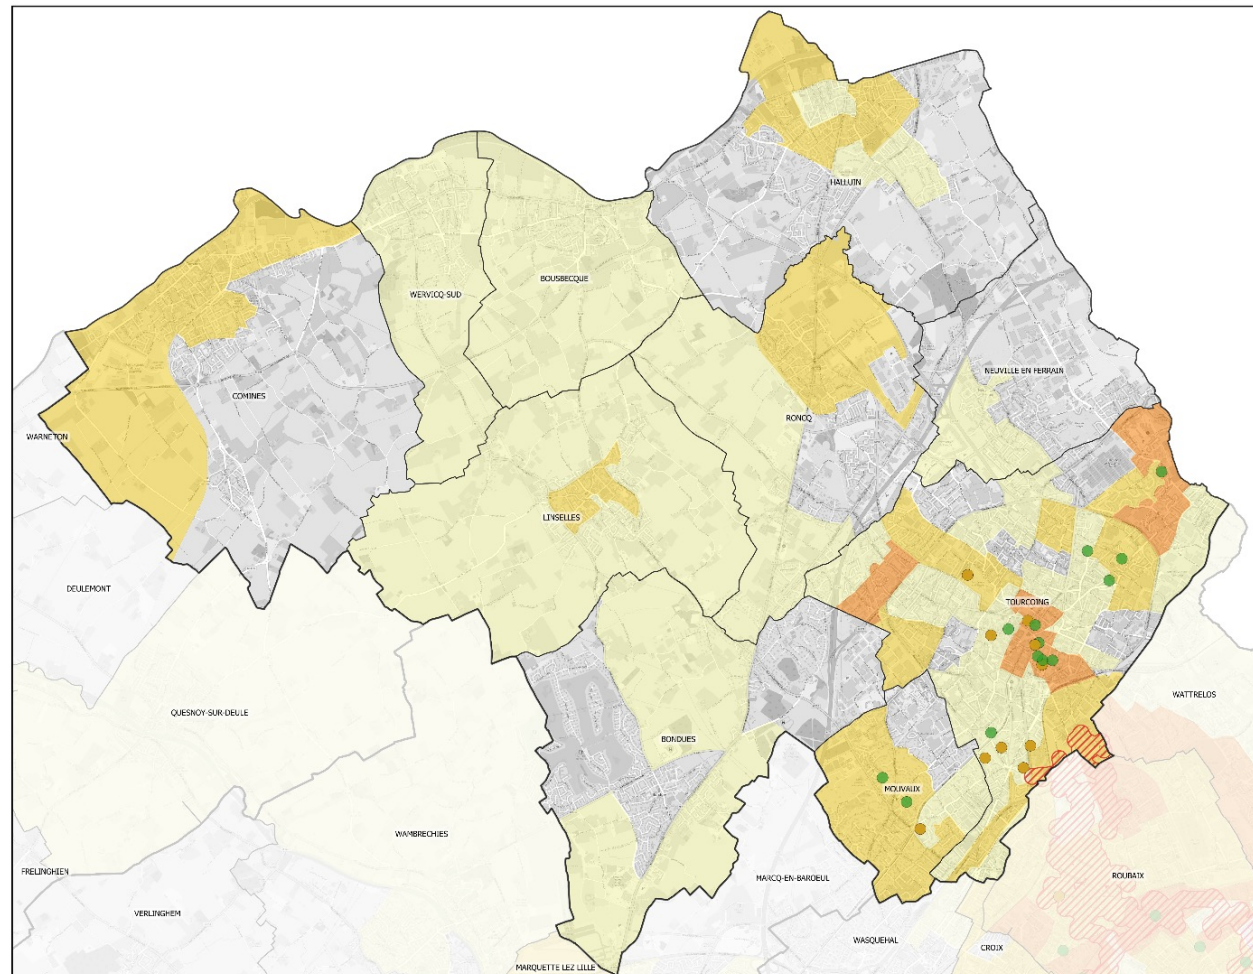 HALLUIN
BOUSBECQUE
WERVICQ-SUD
NEUVILLE EN FERRAIN
COMINES
RONCQ
WARNETON
LINSELLES
DEULEMONT
TOURCOING
WATTRELOS
QUESNOY-SUR-DEULE
BONDUES
MOUVAUX
WAMBRECHIES
FRELINGHIEN
MARCQ-EN-BAROEUL
ROUBAIX
VERLINGHEM
WASQUEHAL
CROIX
MARQUETTE LEZ LILLE